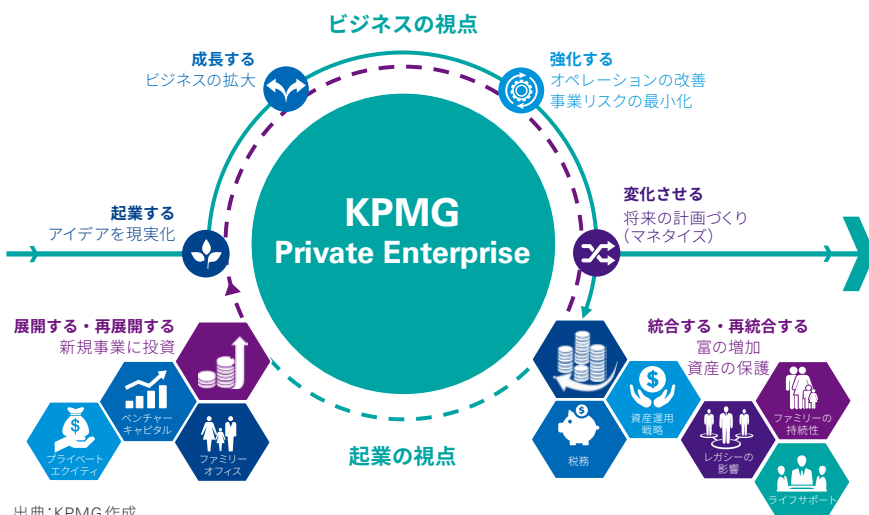 ビジネスの視点
成長する
ビジネスの拡大
強化する
オペレーションの改善
事業リスクの最小化
KPMG
Private Enterprise
起業する
アイデアを現実化
変化させる
将来の計画づくり
（マネタイズ）
展開する・再展開する
新規事業に投資
統合する・再統合する
富の増加
資産の保護
ベンチャー
キャピタル
プライベート
エクイティ
ファミリー
オフィス
起業の視点
税務
資産運用
戦略
レガシーの
影響
ファミリーの
持続性
ライフサポート
出典：KPMG作成